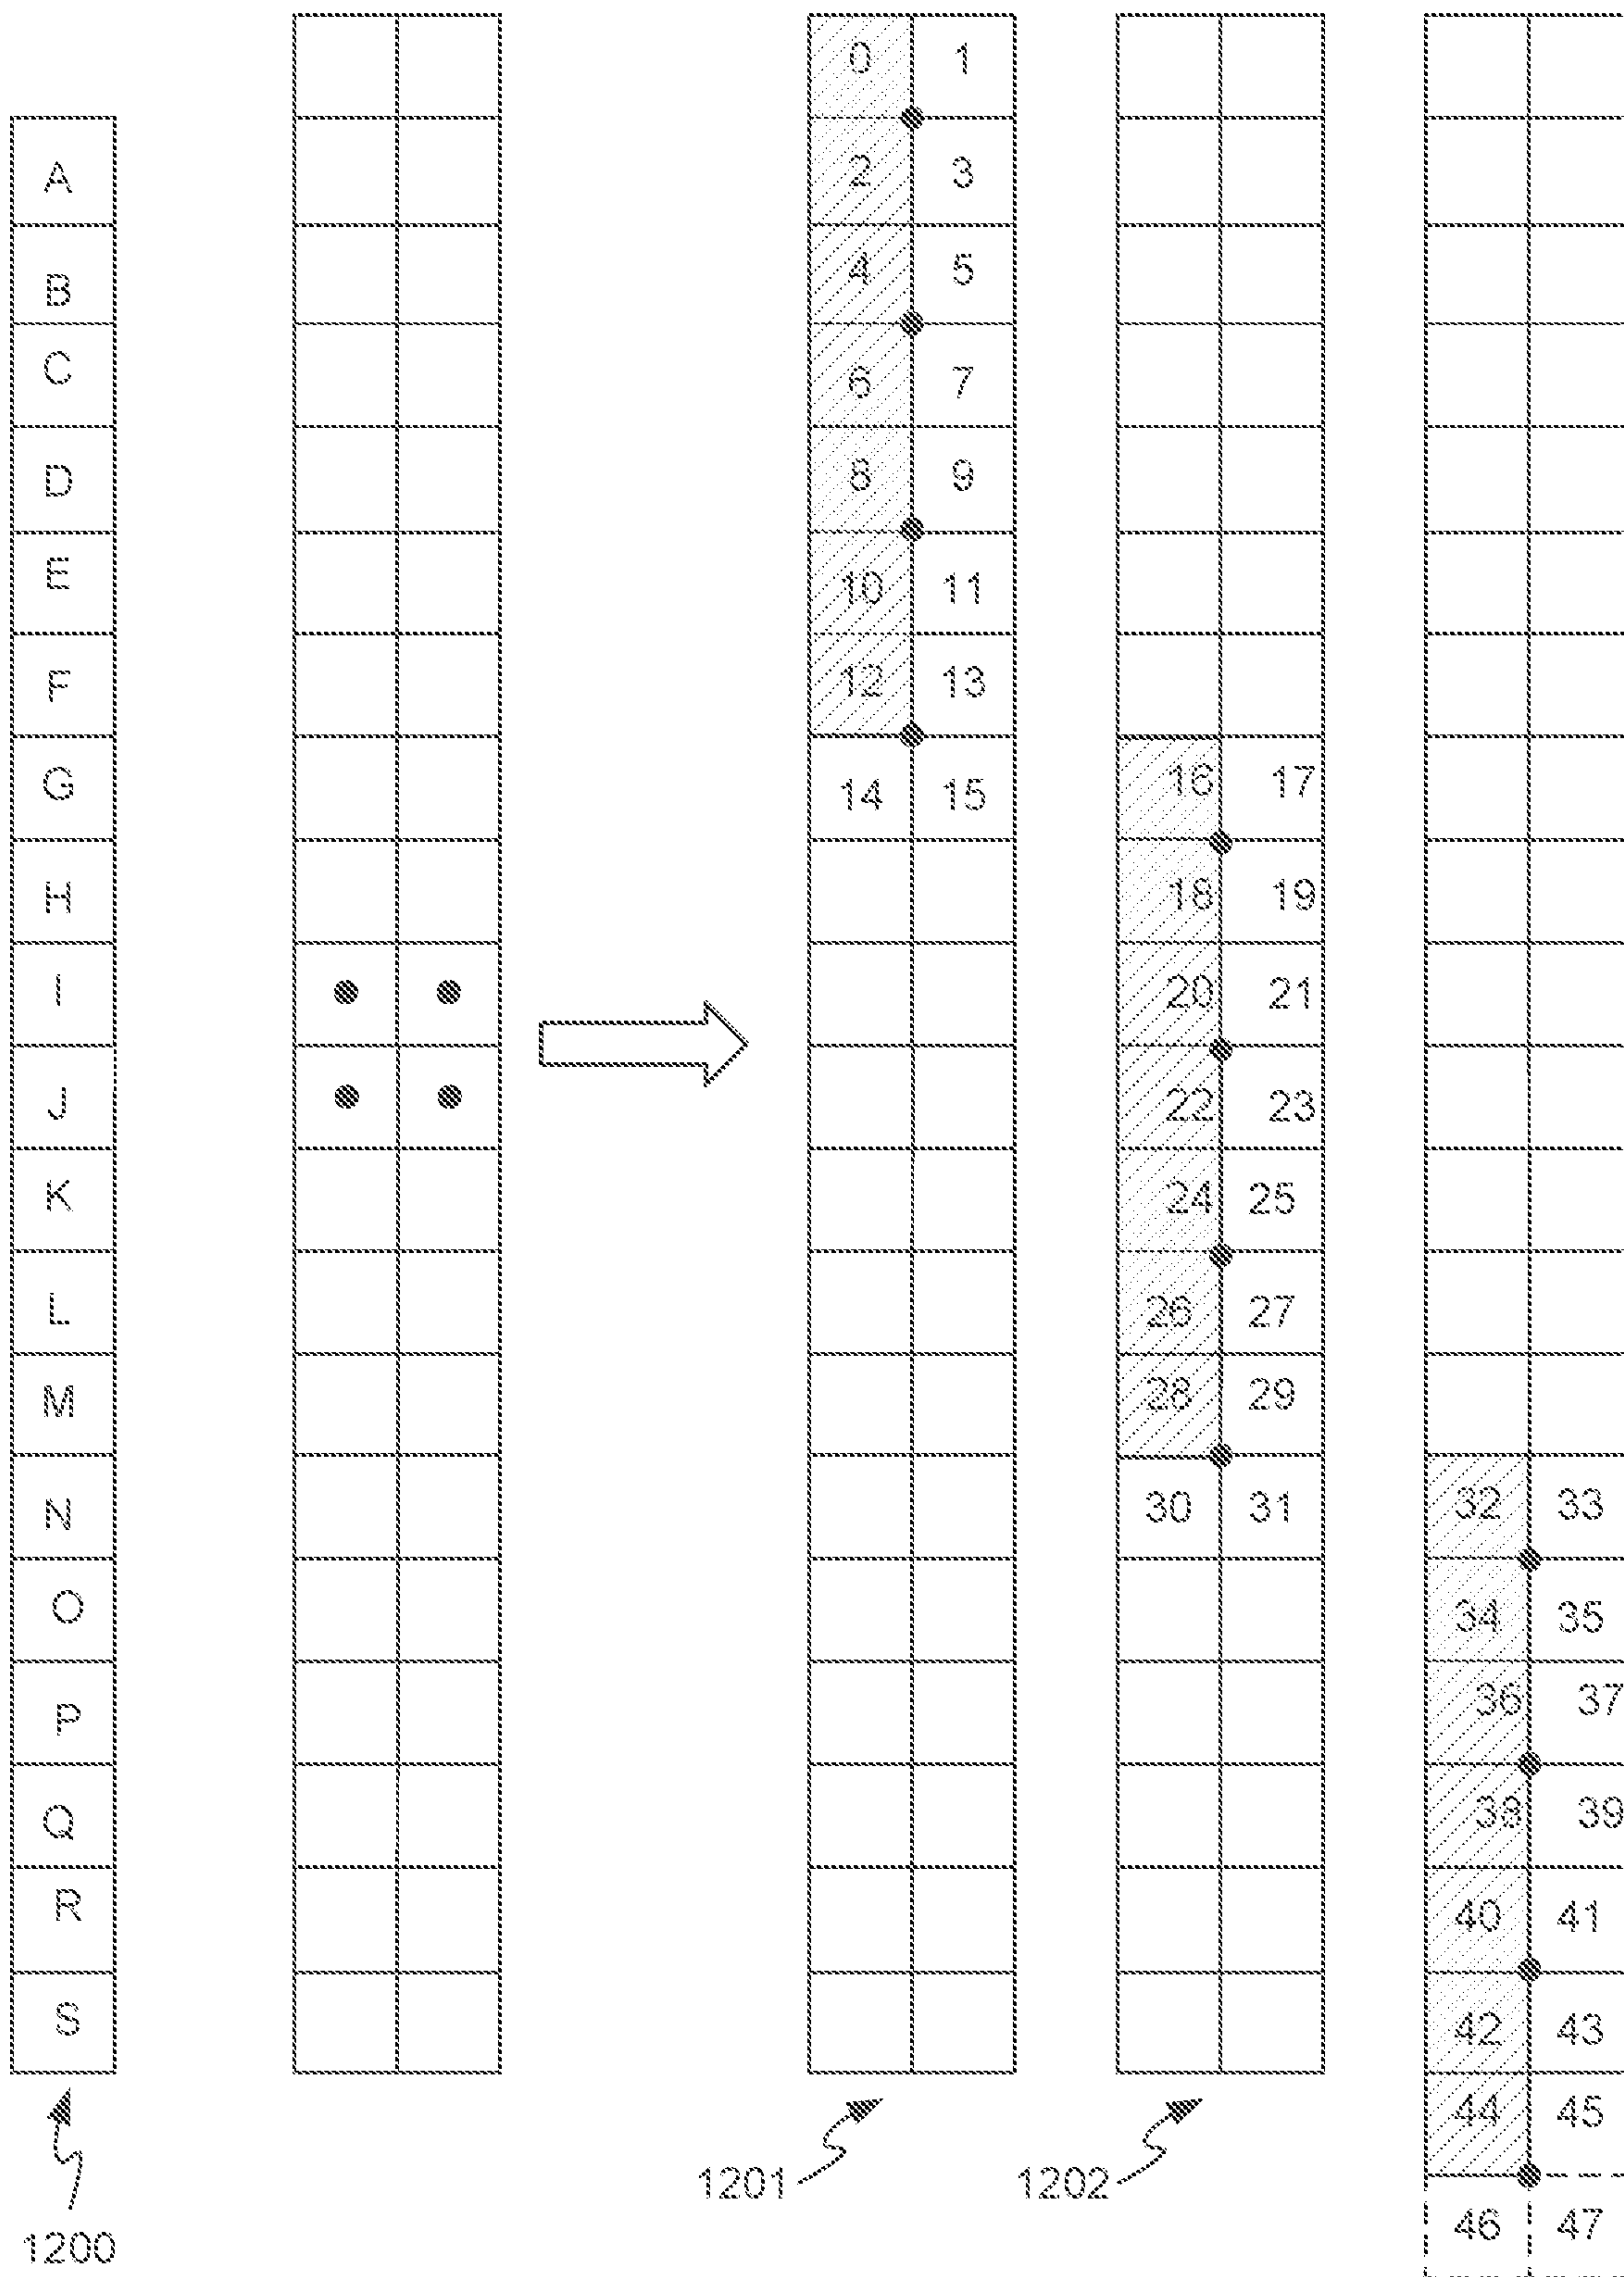 0 1
A 2 3
B 4 5
C 6 7
D 8 9
E 10 11
F 12 13
G 14 15 16 17
H 18 19
I 20 21
J 22 23
K 24 25
L 26 27
M 28 29
N 30 31 32 33
O 34 35
P 36 37
Q 38 39
R 40 41
S 42 43
44 45
1201 1202
1200 46 47